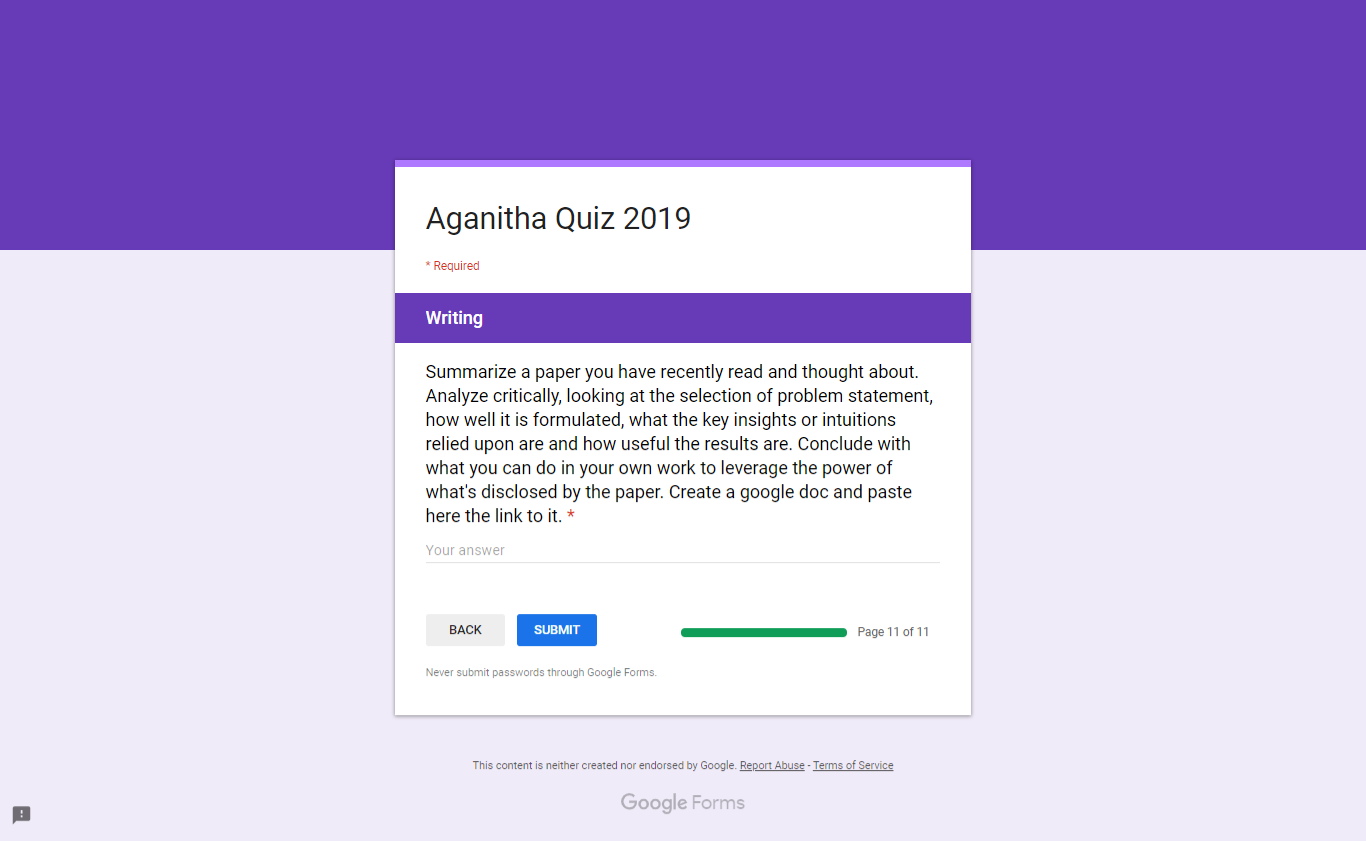 Aganitha Quiz 2019
* Required
Writing
Summarize a paper you have recently read and thought about.
Analyze critically, looking at the selection of problem statement,
how well it is formulated, what the key insights or intuitions
relied upon are and how useful the results are. Conclude with
what you can do in your own work to leverage the power of
what's disclosed by the paper. Create a google doc and paste
here the link to it. *
Your answer
BACK SUBMIT Page 11 of 11
Never submit passwords through Google Forms.
This content is neither created nor endorsed by Google. Report Abuse - Terms of Service
Google Forms